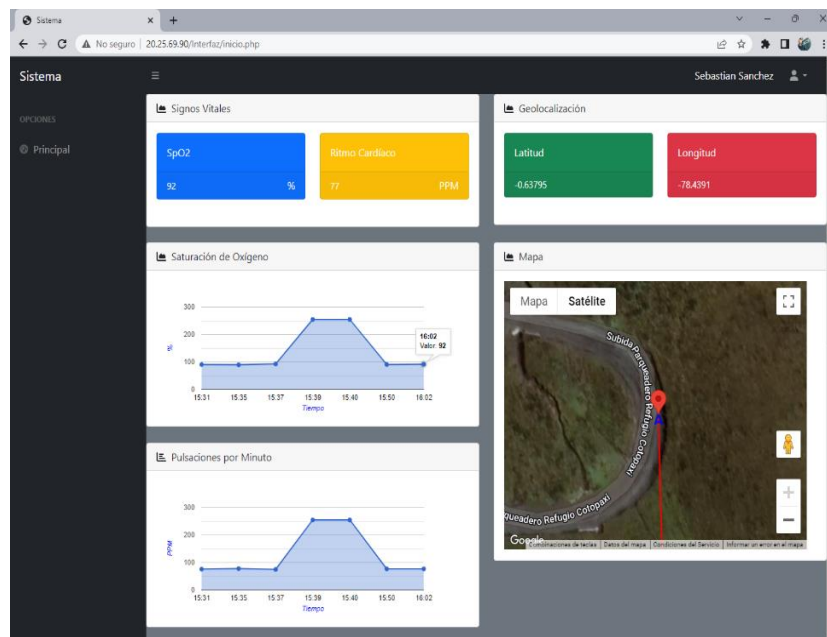 Sistema
No seguro
20.25.69.90/Interfaz/inicio.php
Sistema
Sebastian Sanchez
OPCIONES
Principal
Signos Vitales
SpO2
92 %
Ritmo Cardíaco
77 PPM
Geolocalización
Latitud
-0.63795
Longitud
-78.4391
Saturación de Oxígeno
300
200
100
0
%
16:02
Valor: 92
15:31 15:35 15:37 15:39 15:40 15:50 16:02
Tiempo
Mapa
Mapa Satélite
Subida Parqueadero Refugio Cotopaxi
queadero Refugio Cotopaxi
Google
Combinaciones de teclas Datos del mapa Condiciones del Servicio Informar un error en el mapa
Pulsaciones por Minuto
300
200
100
0
PPM
15:31 15:35 15:37 15:39 15:40 15:50 16:02
Tiempo